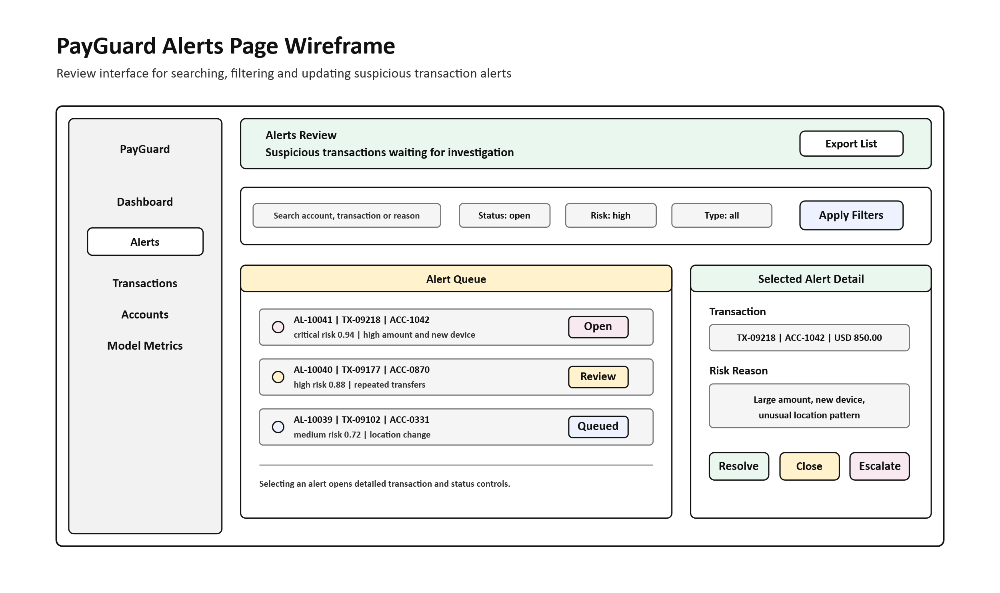 PayGuard Alerts Page Wireframe
Review interface for searching, filtering and updating suspicious transaction alerts
PayGuard
Dashboard
Alerts
Transactions
Accounts
Model Metrics
Alerts Review
Suspicious transactions waiting for investigation
Export List
Search account, transaction or reason
Status: open
Risk: high
Type: all
Apply Filters
Alert Queue
AL-10041 | TX-09218 | ACC-1042
critical risk 0.94 | high amount and new device
Open
AL-10040 | TX-09177 | ACC-0870
high risk 0.88 | repeated transfers
Review
AL-10039 | TX-09102 | ACC-0331
medium risk 0.72 | location change
Queued
Selecting an alert opens detailed transaction and status controls.
Selected Alert Detail
Transaction
TX-09218 | ACC-1042 | USD 850.00
Risk Reason
Large amount, new device,
unusual location pattern
Resolve
Close
Escalate